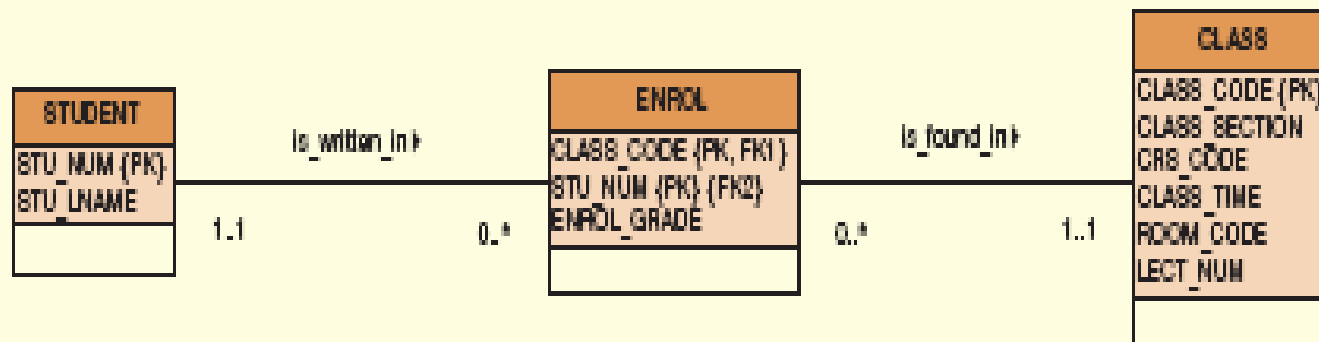 STUDENT
STU_NUM {PK}
STU_LNAME
is_written_in
1..1
0..*
ENROL
CLASS_CODE {PK, FK1}
STU_NUM {PK} {FK2}
ENROL_GRADE
is_found_in
0..*
1..1
CLASS
CLASS_CODE {PK}
CLASS_SECTION
CRS_CODE
CLASS_TIME
ROOM_CODE
LECT_NUM